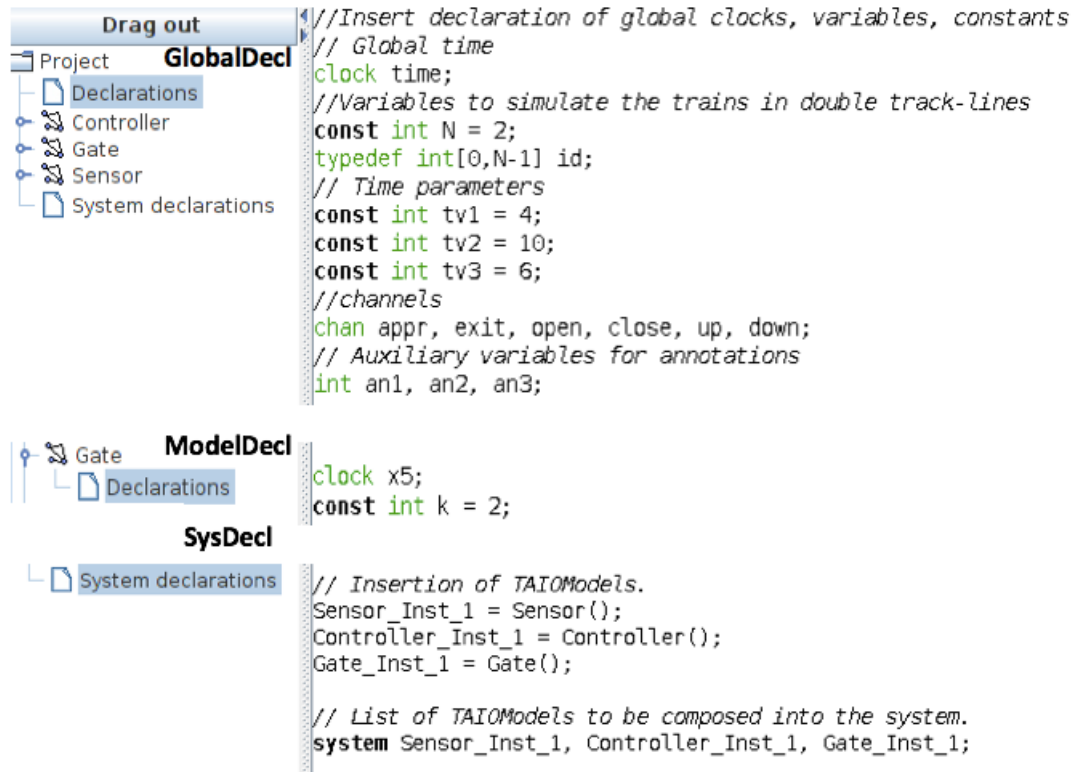 Drag out
GlobalDecl
Project
Declarations
Controller
Gate
Sensor
System declarations
//Insert declaration of global clocks, variables, constants
// Global time
clock time;
//Variables to simulate the trains in double track-lines
const int N = 2;
typedef int[0,N-1] id;
// Time parameters
const int tv1 = 4;
const int tv2 = 10;
const int tv3 = 6;
//channels
chan appr, exit, open, close, up, down;
// Auxiliary variables for annotations
int an1, an2, an3;
ModelDecl
Gate
Declarations
clock x5;
const int k = 2;
SysDecl
System declarations
// Insertion of TAIOModels.
Sensor_Inst_1 = Sensor();
Controller_Inst_1 = Controller();
Gate_Inst_1 = Gate();
// List of TAIOModels to be composed into the system.
system Sensor_Inst_1, Controller_Inst_1, Gate_Inst_1;